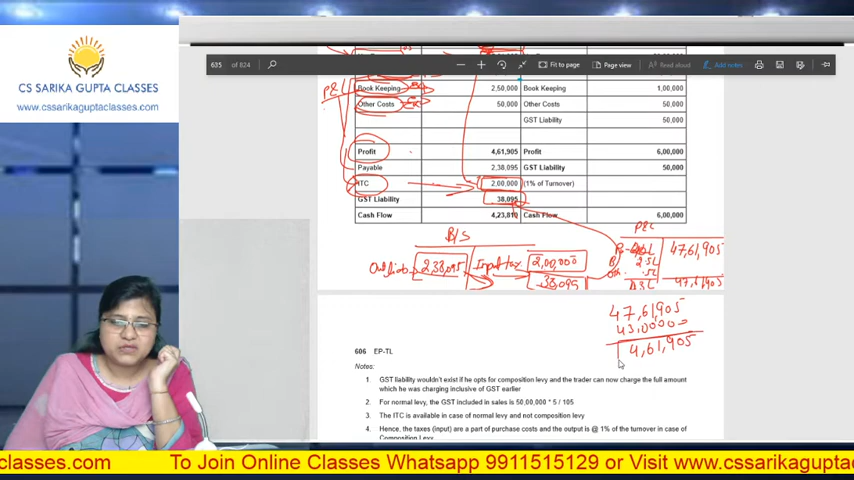 CS SARIKA GUPTA CLASSES
www.cssarikaguptaclasses.com
635 of 824
Fit to page
Page view
Read aloud
Add notes
P&L
Book Keeping 2,50,000 Book Keeping 1,00,000
Other Costs 50,000 Other Costs 50,000
GST Liability 50,000
Profit 4,61,905 Profit 6,00,000
Payable 2,38,095 GST Liability 50,000
ITC 2,00,000 (1% of Turnover)
GST Liability 38,095
Cash Flow 4,23,810 Cash Flow 6,00,000
B/S
Input tax 2,00,000
38,095
P&L
47,61,905
2.5L
.5L
47,61,905
47,61,905
43,00000
4,61,905
606 EP-TL
Notes:
1. GST liability wouldn't exist if he opts for composition levy and the trader can now charge the full amount
which he was charging inclusive of GST earlier
2. For normal levy, the GST included in sales is 50,00,000 * 5 / 105
3. The ITC is available in case of normal levy and not composition levy
4. Hence, the taxes (input) are a part of purchase costs and the output is @ 1% of the turnover in case of
Composition Levy
classes.com To Join Online Classes Whatsapp 9911515129 or Visit www.cssarikagupta